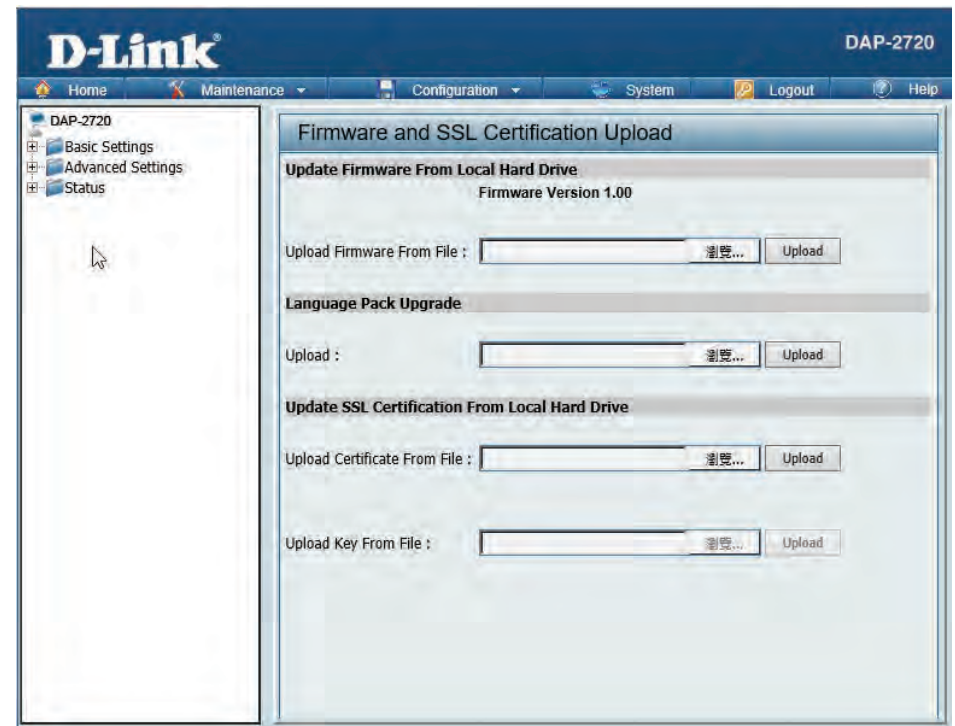 D-Link®
DAP-2720
Home Maintenance Configuration System Logout Help
DAP-2720
Basic Settings
Advanced Settings
Status
Firmware and SSL Certification Upload
Update Firmware From Local Hard Drive
Firmware Version 1.00
Upload Firmware From File : 瀏覽... Upload
Language Pack Upgrade
Upload : 瀏覽... Upload
Update SSL Certification From Local Hard Drive
Upload Certificate From File : 瀏覽... Upload
Upload Key From File : 瀏覽... Upload